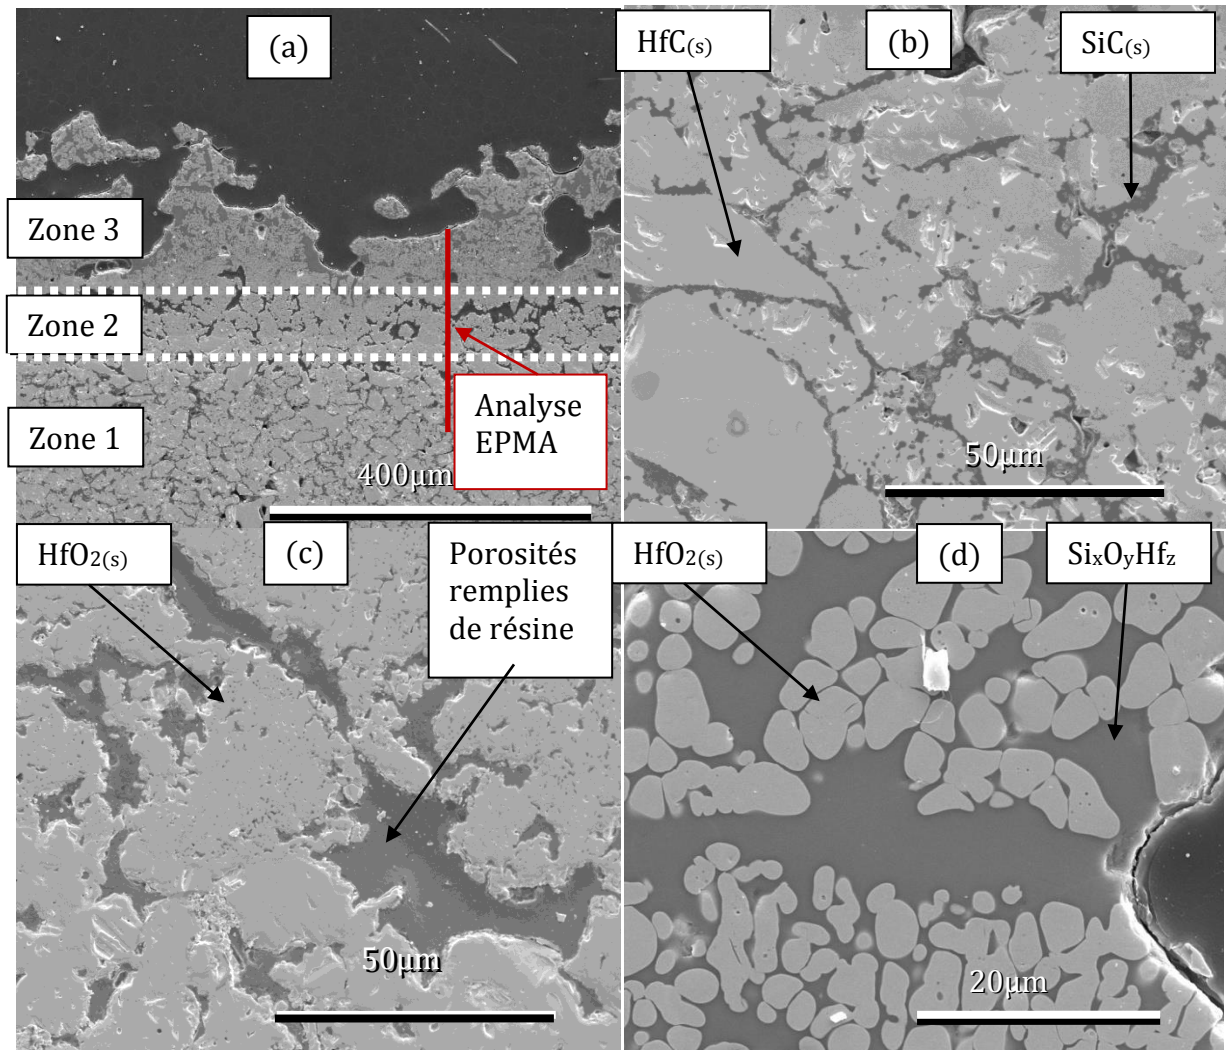 (a)
Zone 3
Zone 2
Zone 1
Analyse
EPMA
400µm
HfC(s)
(b)
SiC(s)
50µm
HfO2(s)
(c)
Porosités
remplies
de résine
50µm
HfO2(s)
(d)
SixOyHfz
20µm